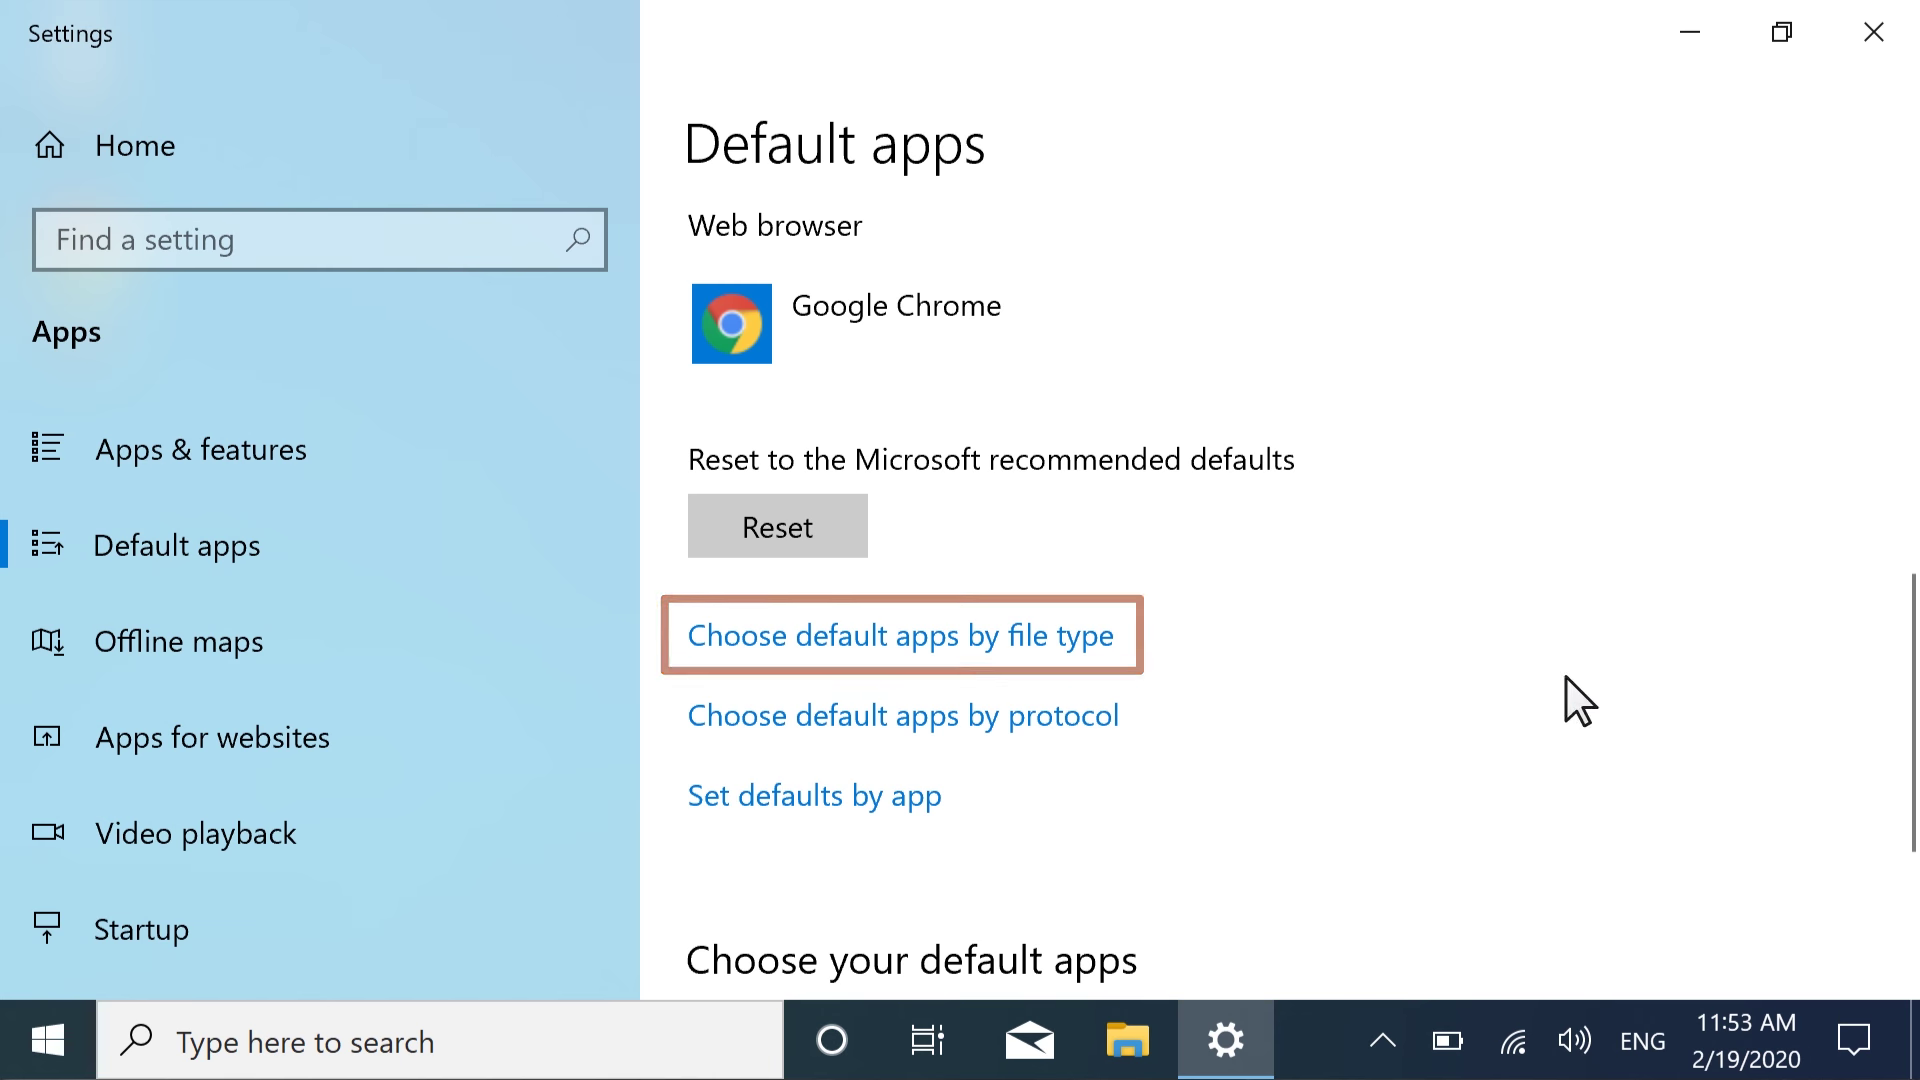 Settings
Home
Find a setting
Apps
Apps & features
Default apps
Offline maps
Apps for websites
Video playback
Startup
Default apps
Web browser
Google Chrome
Reset to the Microsoft recommended defaults
Reset
Choose default apps by file type
Choose default apps by protocol
Set defaults by app
Choose your default apps
Type here to search
ENG
11:53 AM
2/19/2020